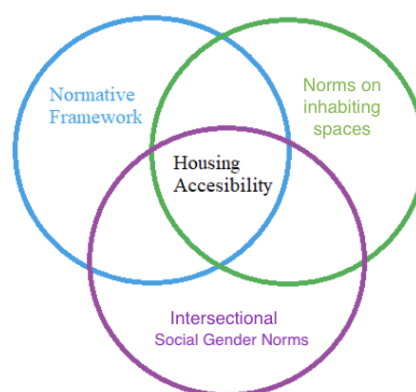 Normative
Framework
Norms on
inhabiting
spaces
Housing
Accesibility
Intersectional
Social Gender Norms